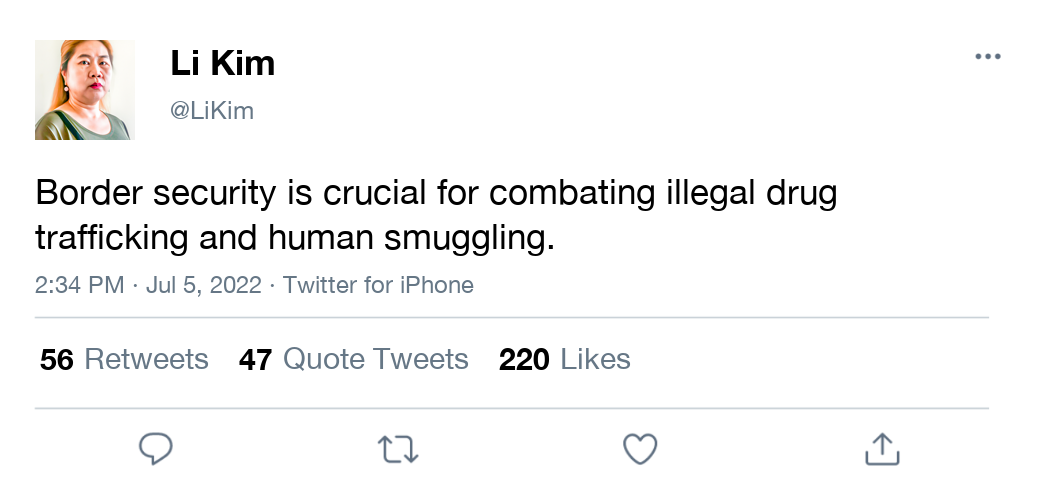 Li Kim
@LiKim
Border security is crucial for combating illegal drug
trafficking and human smuggling.
2:34 PM · Jul 5, 2022 · Twitter for iPhone
56 Retweets 47 Quote Tweets 220 Likes